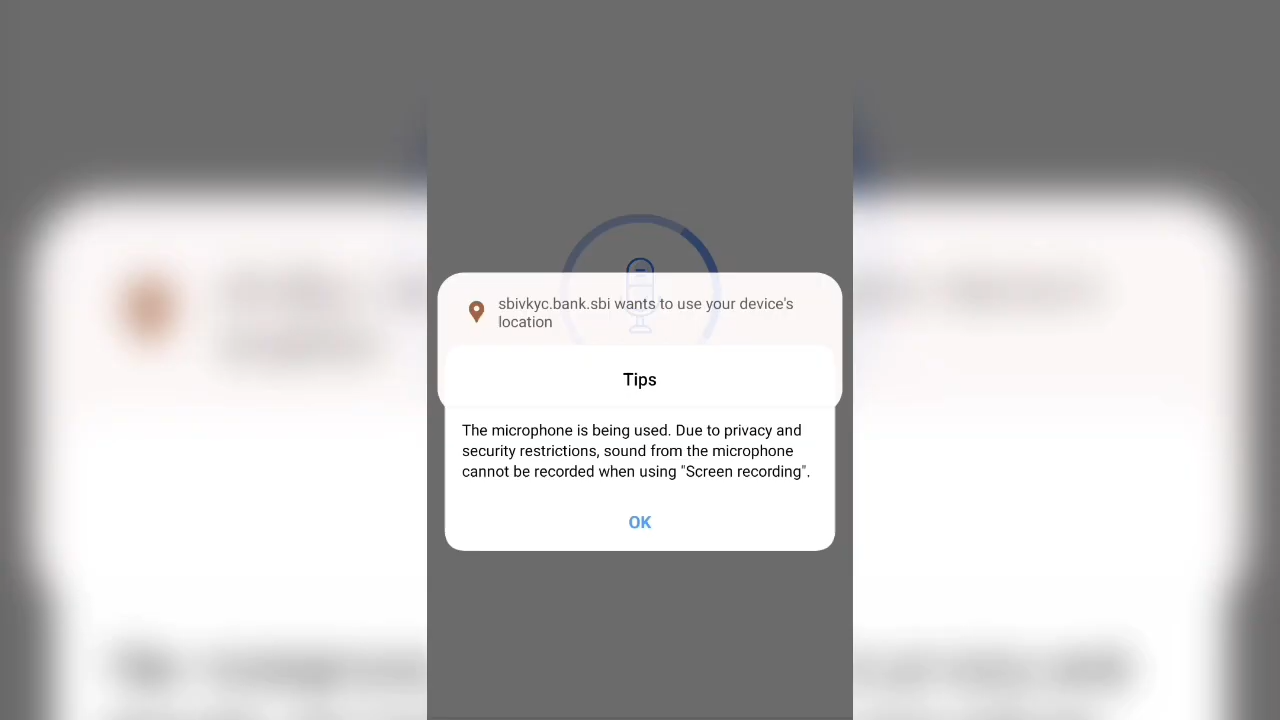 sbivkyc.bank.sbi wants to use your device's
location
Tips
The microphone is being used. Due to privacy and
security restrictions, sound from the microphone
cannot be recorded when using "Screen recording".
OK